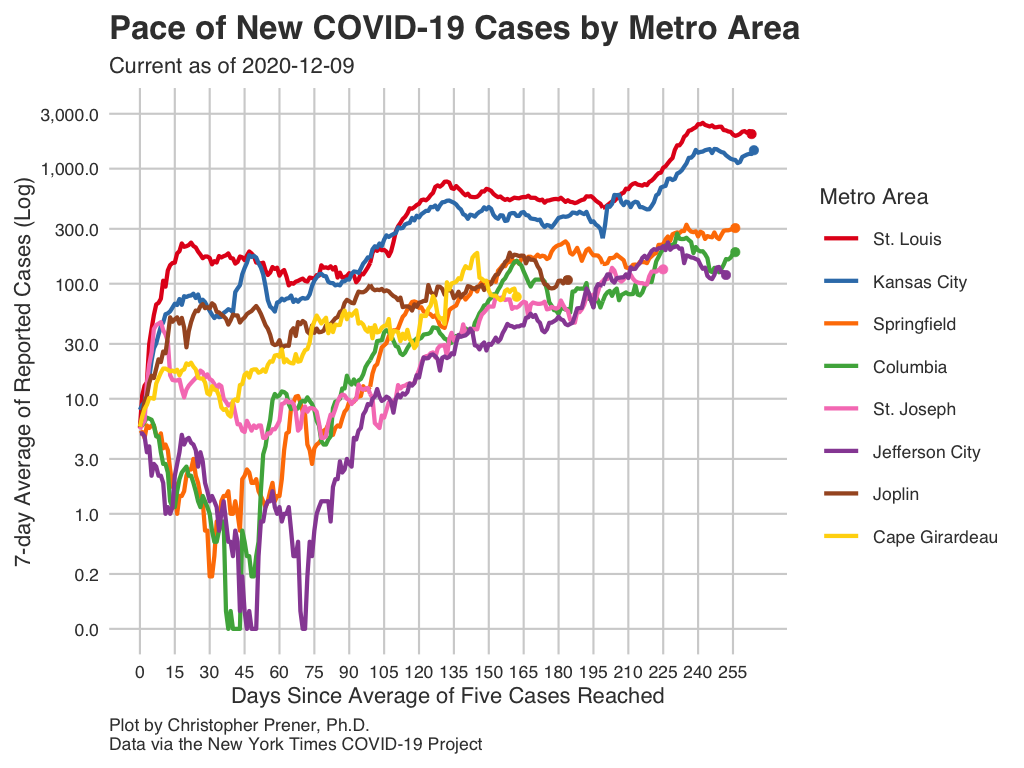 Pace of New COVID-19 Cases by Metro Area
Current as of 2020-12-09
7-day Average of Reported Cases (Log)
3,000.0
1,000.0
300.0
100.0
30.0
10.0
3.0
1.0
0.2
0.0
0 15 30 45 60 75 90 105 120 135 150 165 180 195 210 225 240 255
Days Since Average of Five Cases Reached
Metro Area
St. Louis
Kansas City
Springfield
Columbia
St. Joseph
Jefferson City
Joplin
Cape Girardeau
Plot by Christopher Prener, Ph.D.
Data via the New York Times COVID-19 Project